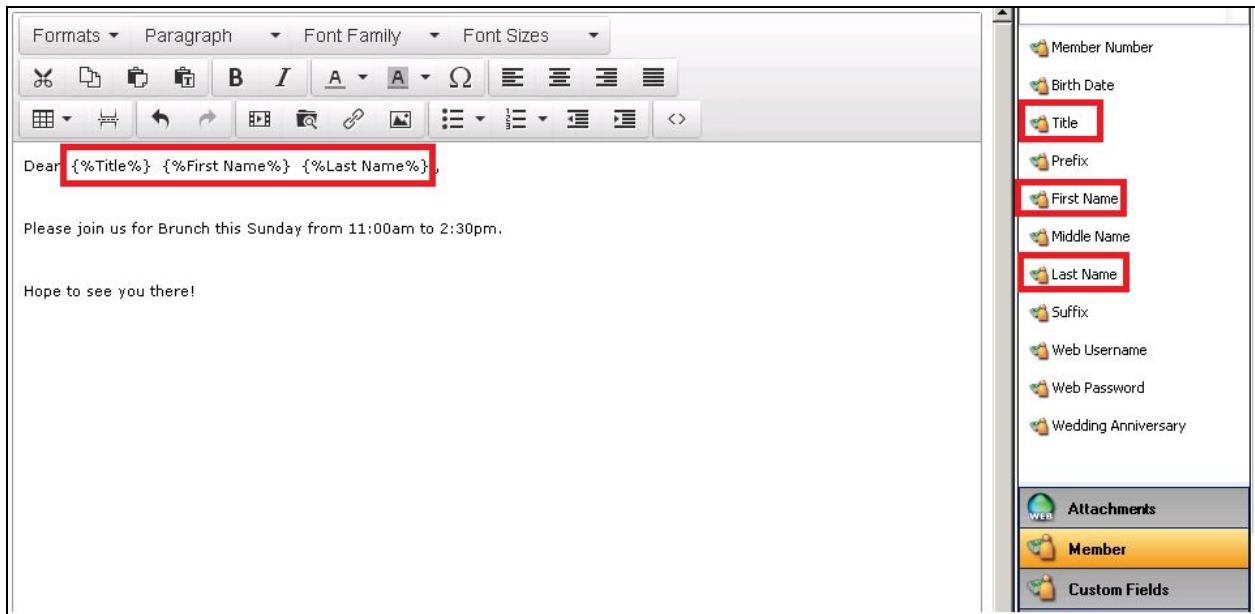 Formats Paragraph Font Family Font Sizes
B I A A Ω
Dear {%Title%} {%First Name%} {%Last Name%},
Please join us for Brunch this Sunday from 11:00am to 2:30pm.
Hope to see you there!
Member Number
Birth Date
Title
Prefix
First Name
Middle Name
Last Name
Suffix
Web Username
Web Password
Wedding Anniversary
WEB Attachments
Member
Custom Fields